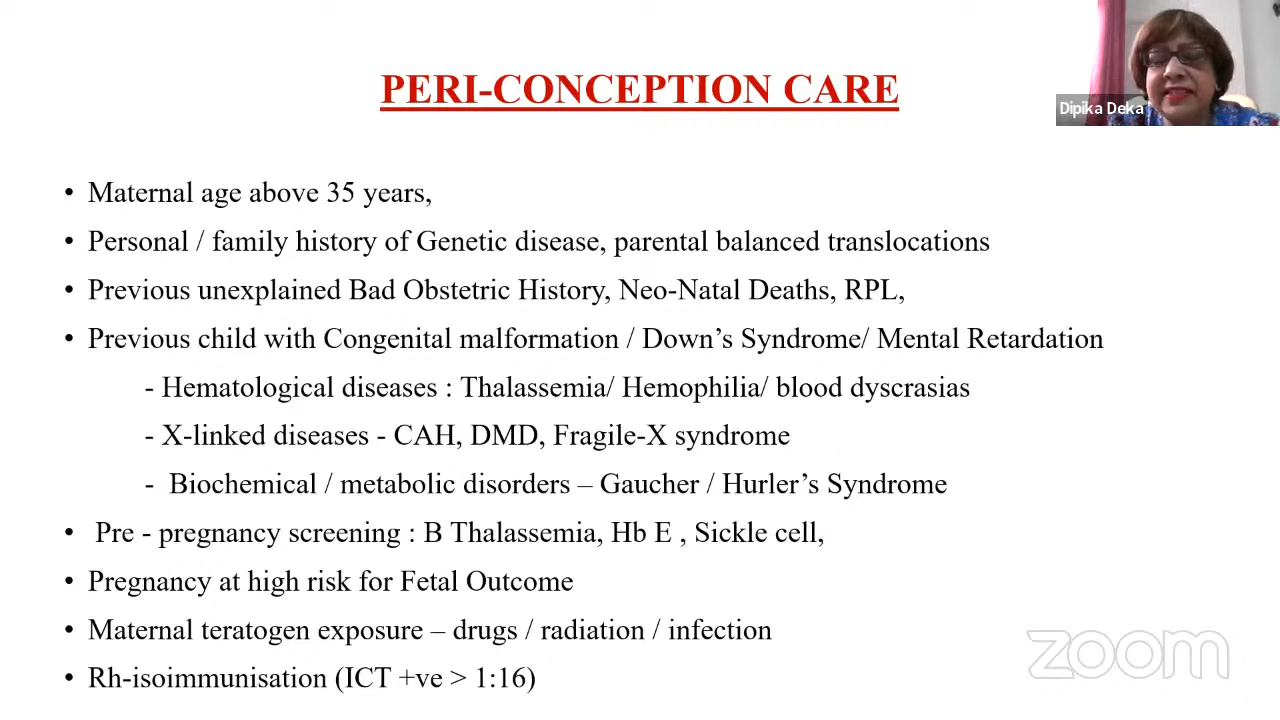 PERI-CONCEPTION CARE
Dipika Deka
• Maternal age above 35 years,
• Personal / family history of Genetic disease, parental balanced translocations
• Previous unexplained Bad Obstetric History, Neo-Natal Deaths, RPL,
• Previous child with Congenital malformation / Down’s Syndrome/ Mental Retardation
- Hematological diseases : Thalassemia/ Hemophilia/ blood dyscrasias
- X-linked diseases - CAH, DMD, Fragile-X syndrome
- Biochemical / metabolic disorders – Gaucher / Hurler’s Syndrome
• Pre - pregnancy screening : B Thalassemia, Hb E , Sickle cell,
• Pregnancy at high risk for Fetal Outcome
• Maternal teratogen exposure – drugs / radiation / infection
• Rh-isoimmunisation (ICT +ve > 1:16)
zoom